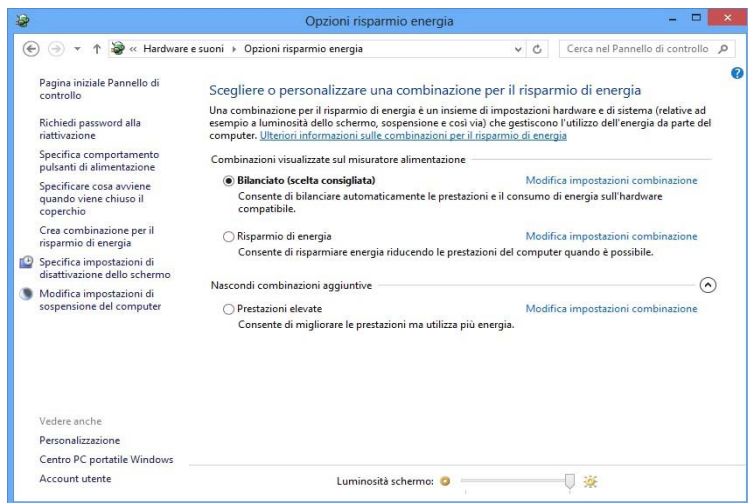 Opzioni risparmio energia
« Hardware e suoni Opzioni risparmio energia
Cerca nel Pannello di controllo
Pagina iniziale Pannello di
controllo
Richiedi password alla
riattivazione
Specifica comportamento
pulsanti di alimentazione
Specificare cosa avviene
quando viene chiuso il
coperchio
Crea combinazione per il
risparmio di energia
Specifica impostazioni di
disattivazione dello schermo
Modifica impostazioni di
sospensione del computer
Vedere anche
Personalizzazione
Centro PC portatile Windows
Account utente
Scegliere o personalizzare una combinazione per il risparmio di energia
Una combinazione per il risparmio di energia è un insieme di impostazioni hardware e di sistema (relative ad
esempio a luminosità dello schermo, sospensione e così via) che gestiscono l'utilizzo dell'energia da parte del
computer. Ulteriori informazioni sulle combinazioni per il risparmio di energia
Combinazioni visualizzate sul misuratore alimentazione
Bilanciato (scelta consigliata) Modifica impostazioni combinazione
Consente di bilanciare automaticamente le prestazioni e il consumo di energia sull'hardware
compatibile.
Risparmio di energia Modifica impostazioni combinazione
Consente di risparmiare energia riducendo le prestazioni del computer quando è possibile.
Nascondi combinazioni aggiuntive
Prestazioni elevate Modifica impostazioni combinazione
Consente di migliorare le prestazioni ma utilizza più energia.
Luminosità schermo: